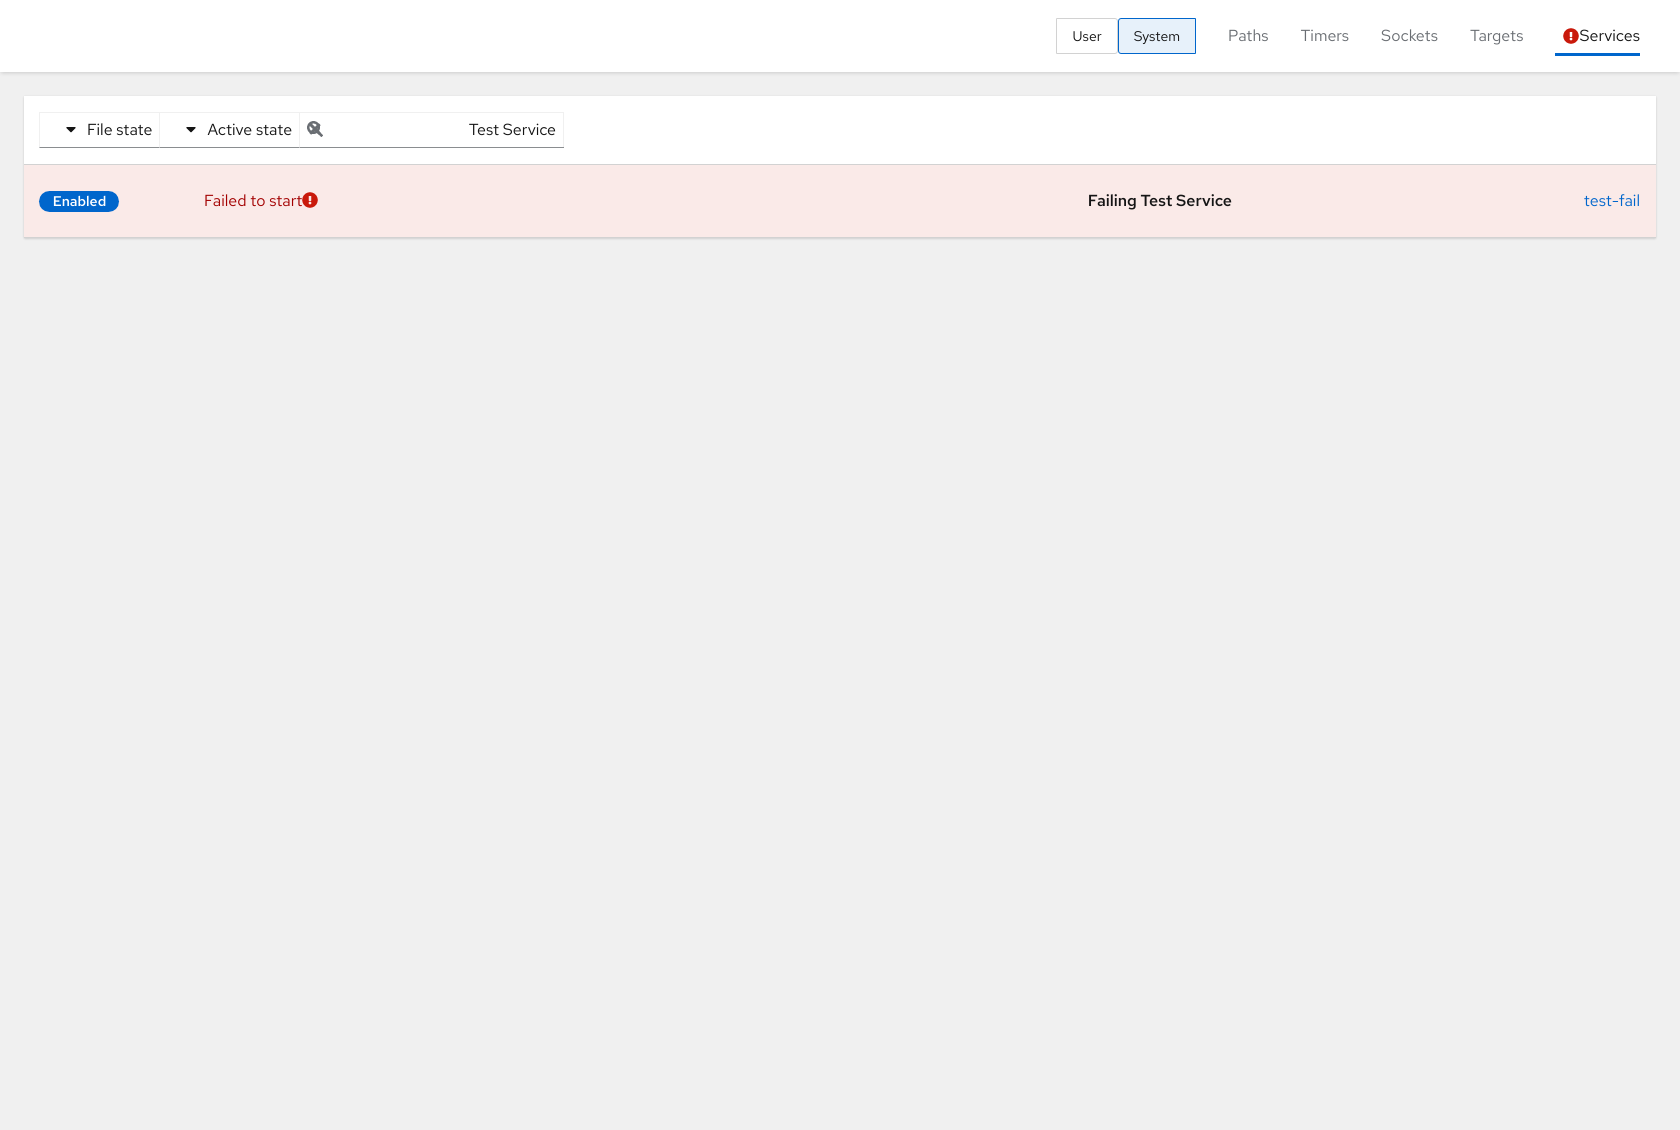 User System Paths Timers Sockets Targets Services
File state Active state Test Service
Enabled Failed to start Failing Test Service test-fail